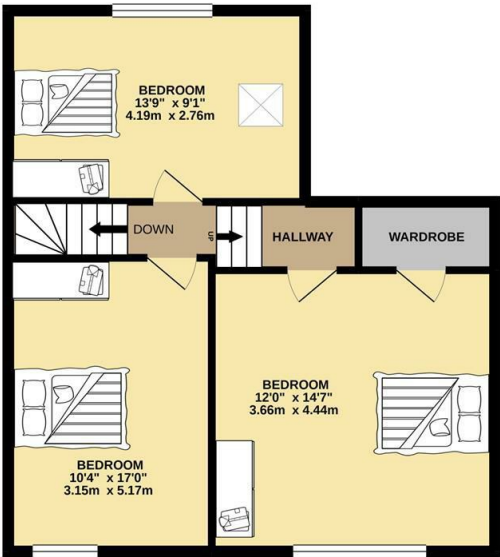 BEDROOM
13'9" x 9'1"
4.19m x 2.76m
DOWN
UP
HALLWAY
WARDROBE
BEDROOM
12'0" x 14'7"
3.66m x 4.44m
BEDROOM
10'4" x 17'0"
3.15m x 5.17m